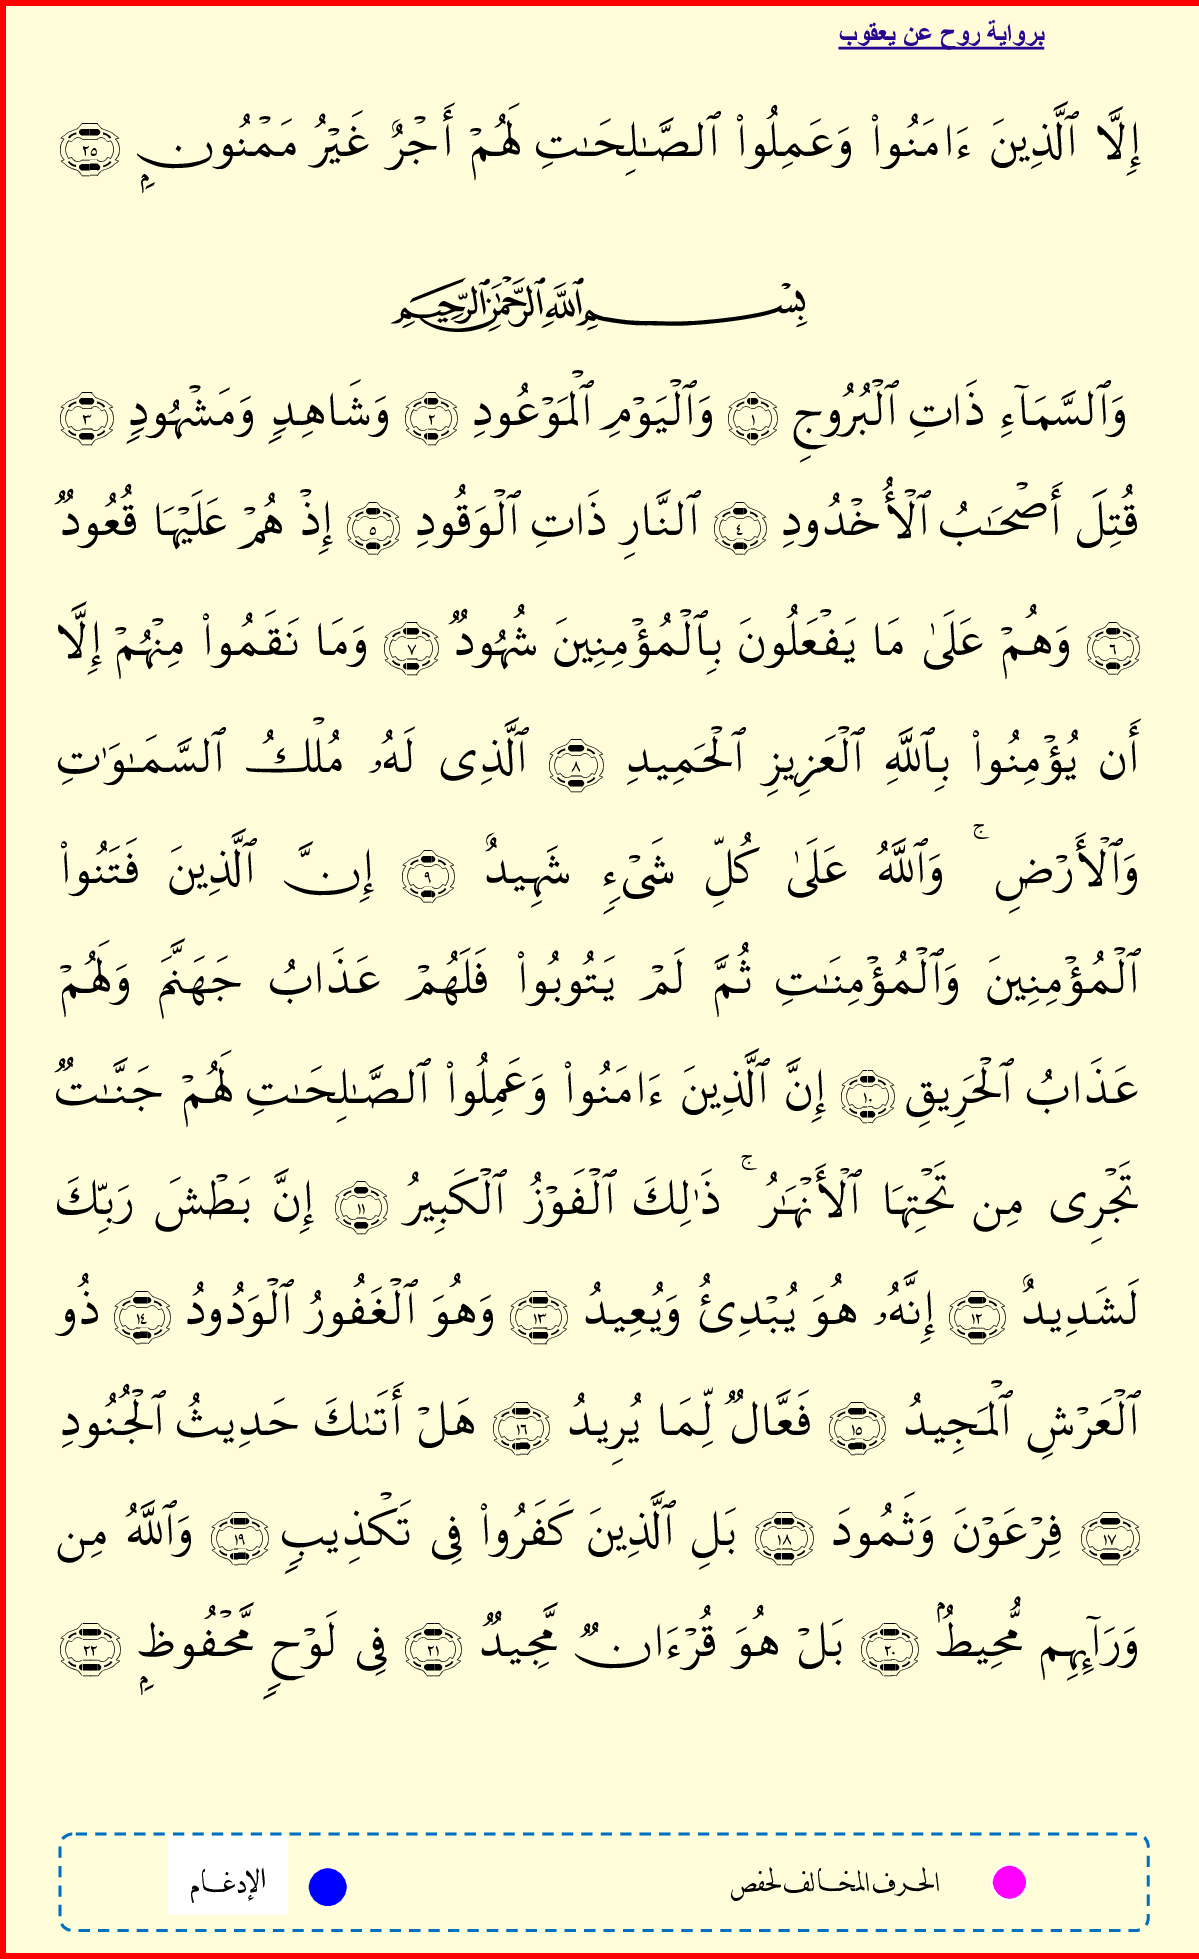 برواية روح عن يعقوب
إِلَّا ٱلَّذِينَ ءَامَنُوا۟ وَعَمِلُوا۟ ٱلصَّـٰلِحَـٰتِ لَهُمۡ أَجۡرٌ غَيۡرُ مَمۡنُونِۭ ٢٥
بِسۡمِ ٱللَّهِ ٱلرَّحۡمَـٰنِ ٱلرَّحِيمِ
وَٱلسَّمَآءِ ذَاتِ ٱلۡبُرُوجِ ١ وَٱلۡيَوۡمِ ٱلۡمَوۡعُودِ ٢ وَشَاهِدٍ وَمَشۡهُودٍ ٣
قُتِلَ أَصۡحَـٰبُ ٱلۡأُخۡدُودِ ٤ ٱلنَّارِ ذَاتِ ٱلۡوَقُودِ ٥ إِذۡ هُمۡ عَلَيۡهَا قُعُودٌ
٦ وَهُمۡ عَلَىٰ مَا يَفۡعَلُونَ بِٱلۡمُؤۡمِنِينَ شُهُودٌ ٧ وَمَا نَقَمُوا۟ مِنۡهُمۡ إِلَّا
أَن يُؤۡمِنُوا۟ بِٱللَّهِ ٱلۡعَزِيزِ ٱلۡحَمِيدِ ٨ ٱلَّذِى لَهُۥ مُلۡكُ ٱلسَّمَـٰوَٰتِ
وَٱلۡأَرۡضِ ۚ وَٱللَّهُ عَلَىٰ كُلِّ شَىۡءٍ شَهِيدٌ ٩ إِنَّ ٱلَّذِينَ فَتَنُوا۟
ٱلۡمُؤۡمِنِينَ وَٱلۡمُؤۡمِنَـٰتِ ثُمَّ لَمۡ يَتُوبُوا۟ فَلَهُمۡ عَذَابُ جَهَنَّمَ وَلَهُمۡ
عَذَابُ ٱلۡحَرِيقِ ١٠ إِنَّ ٱلَّذِينَ ءَامَنُوا۟ وَعَمِلُوا۟ ٱلصَّـٰلِحَـٰتِ لَهُمۡ جَنَّـٰتٌ
تَجۡرِى مِن تَحۡتِهَا ٱلۡأَنۡهَـٰرُ ۚ ذَٰلِكَ ٱلۡفَوۡزُ ٱلۡكَبِيرُ ١١ إِنَّ بَطۡشَ رَبِّكَ
لَشَدِيدٌ ١٢ إِنَّهُۥ هُوَ يُبۡدِئُ وَيُعِيدُ ١٣ وَهُوَ ٱلۡغَفُورُ ٱلۡوَدُودُ ١٤ ذُو
ٱلۡعَرۡشِ ٱلۡمَجِيدُ ١٥ فَعَّالٌ لِّمَا يُرِيدُ ١٦ هَلۡ أَتَىٰكَ حَدِيثُ ٱلۡجُنُودِ
١٧ فِرۡعَوۡنَ وَثَمُودَ ١٨ بَلِ ٱلَّذِينَ كَفَرُوا۟ فِى تَكۡذِيبٍ ١٩ وَٱللَّهُ مِن
وَرَآئِهِم مُّحِيطُۢ ٢٠ بَلۡ هُوَ قُرۡءَانٌ مَّجِيدٌ ٢١ فِى لَوۡحٍ مَّحۡفُوظِۭ ٢٢
الحرف المخالف لحفص
الإدغام